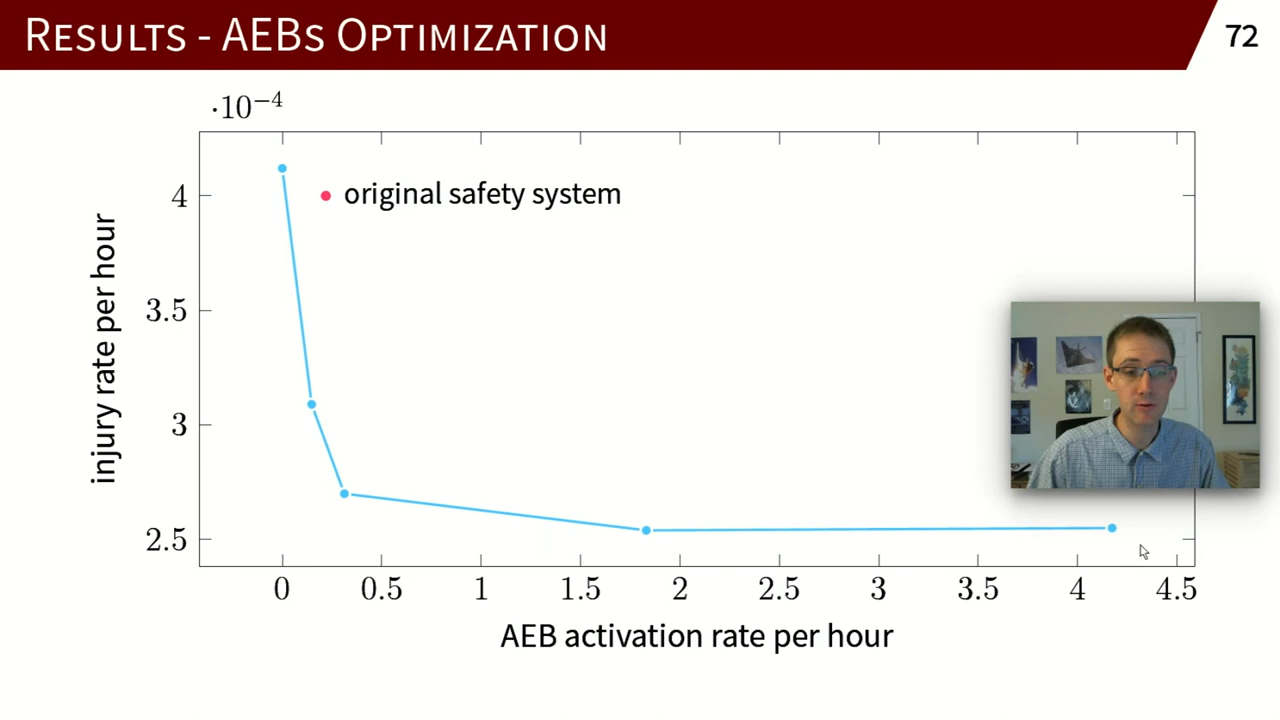 RESULTS - AEBS OPTIMIZATION
72
·10⁻⁴
4
3.5
3
2.5
injury rate per hour
original safety system
0 0.5 1 1.5 2 2.5 3 3.5 4 4.5
AEB activation rate per hour